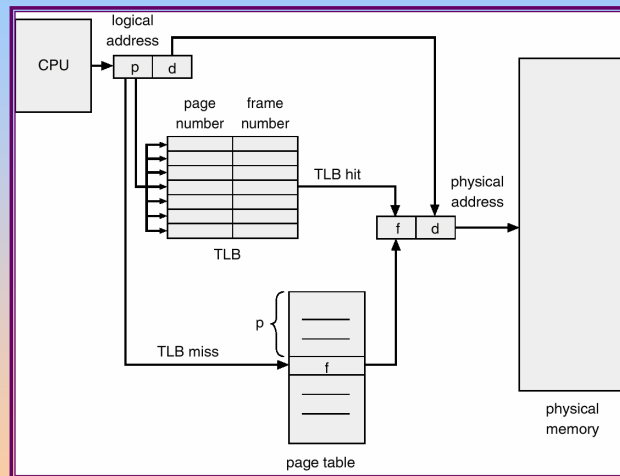 logical
address
CPU
p d
page frame
number number
TLB hit
physical
address
f d
TLB
p
TLB miss
f
physical
memory
page table